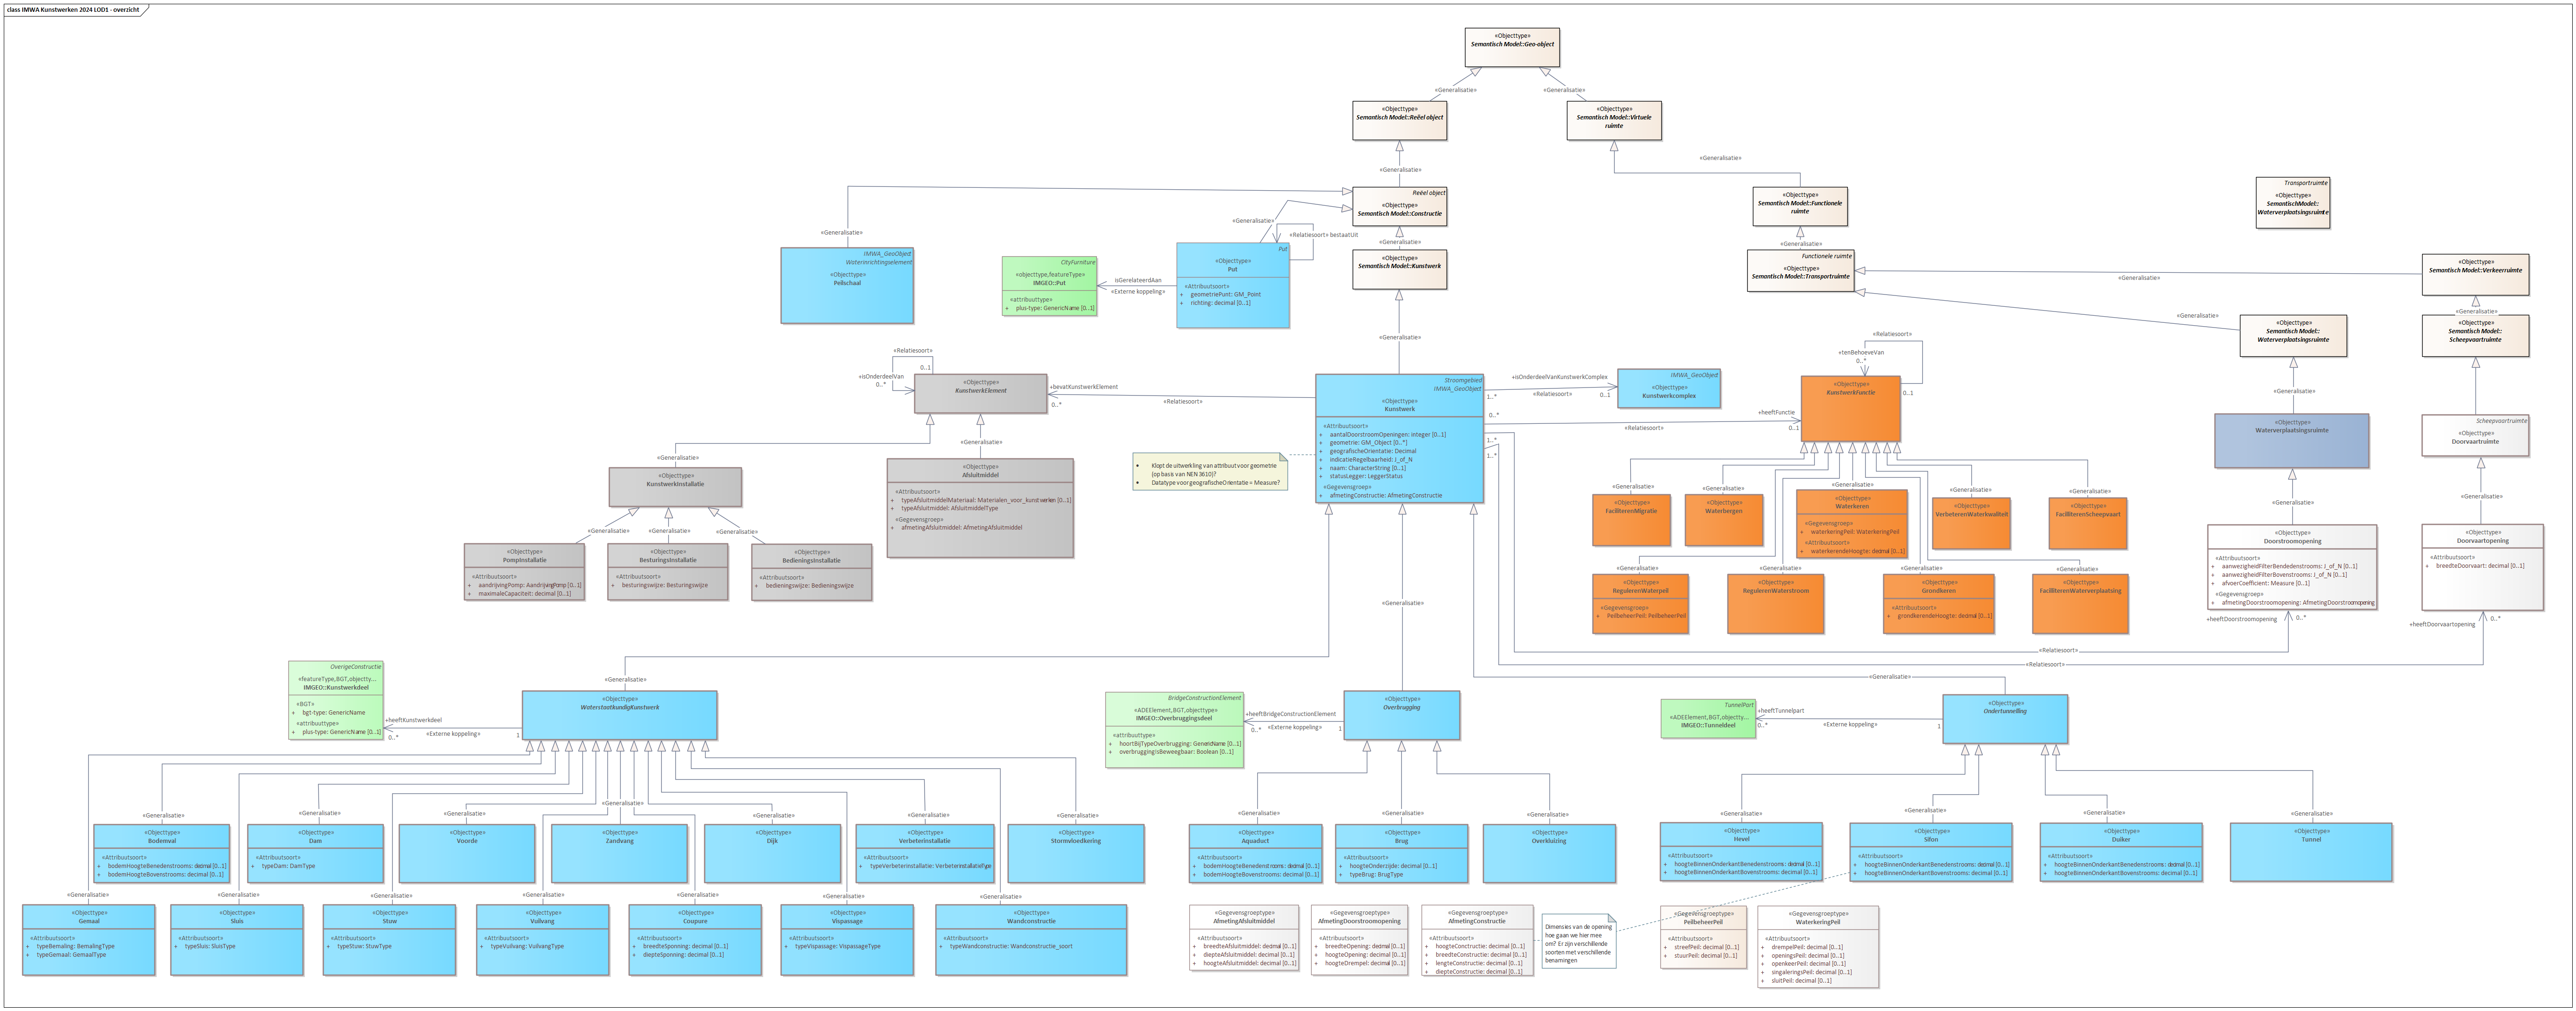 class IMWA Kunstwerken 2024 LOD1 - overzicht
«Objecttype»
Semantisch Model::Geo-object
«Generalisatie»
«Generalisatie»
«Objecttype»
Semantisch Model::Reëel object
«Objecttype»
Semantisch Model::Virtuele
ruimte
«Generalisatie»
«Generalisatie»
Reëel object
«Objecttype»
Semantisch Model::Constructie
«Objecttype»
Semantisch Model::Functionele
ruimte
Transportruimte
«Objecttype»
SemantischModel::
Waterverplaatsingsruimte
«Generalisatie»
«Generalisatie»
«Relatiesoort» bestaatUit
«Generalisatie»
«Generalisatie»
IMWA_GeoObject
Waterinrichtingselement
«Objecttype»
Peilschaal
CityFurniture
«objecttype,featureType»
IMGEO::Put
«attribuuttype»
+ plus-type: GenericName [0..1]
isGerelateerdAan
«Externe koppeling»
Put
«Objecttype»
Put
«Attribuutsoort»
+ geometriePunt: GM_Point
+ richting: decimal [0..1]
«Objecttype»
Semantisch Model::Kunstwerk
Functionele ruimte
«Objecttype»
Semantisch Model::Transportruimte
«Generalisatie»
«Objecttype»
Semantisch Model::Verkeerruimte
«Generalisatie»
«Objecttype»
Semantisch Model::
Waterverplaatsingsruimte
«Generalisatie»
«Objecttype»
Semantisch Model::
Scheepvaartruimte
«Generalisatie»
«Relatiesoort»
0..1
+isOnderdeelVan
0..*
«Objecttype»
KunstwerkElement
+bevatKunstwerkElement
0..*
«Relatiesoort»
Stroomgebied
IMWA_GeoObject
«Objecttype»
Kunstwerk
«Attribuutsoort»
+ aantalDoorstroomOpeningen: integer [0..1]
+ geometrie: GM_Object [0..*]
+ geografischeOrientatie: Decimal
+ indicatieRegelbaarheid: J_of_N
+ naam: CharacterString [0..1]
+ statusLegger: LeggerStatus
«Gegevensgroep»
+ afmetingConstructie: AfmetingConstructie
+isOnderdeelVanKunstwerkComplex
1..*
«Relatiesoort»
0..1
IMWA_GeoObject
«Objecttype»
Kunstwerkcomplex
0..*
+heeftFunctie
«Relatiesoort»
0..1
1..*
1..*
«Relatiesoort»
+tenBehoeveVan
0..*
0..1
«Objecttype»
KunstwerkFunctie
«Generalisatie»
«Objecttype»
Waterverplaatsingsruimte
Scheepvaartruimte
«Objecttype»
Doorvaartruimte
• Klopt de uitwerkling van attribuut voor geometrie
(op basis van NEN 3610)?
• Datatype voor geografischeOrientatie = Measure?
«Generalisatie»
«Generalisatie»
«Objecttype»
KunstwerkInstallatie
«Objecttype»
Afsluitmiddel
«Attribuutsoort»
+ typeAfsluitmiddelMateriaal: Materialen_voor_kunstwerken [0..1]
+ typeAfsluitmiddel: AfsluitmiddelType
«Gegevensgroep»
+ afmetingAfsluitmiddel: AfmetingAfsluitmiddel
«Generalisatie»
«Generalisatie»
«Generalisatie»
«Objecttype»
PompInstallatie
«Attribuutsoort»
+ aandrijvingPomp: AandrijvingPomp [0..1]
+ maximaleCapaciteit: decimal [0..1]
«Objecttype»
BesturingsInstallatie
«Attribuutsoort»
+ besturingswijze: Besturingswijze
«Objecttype»
BedieningsInstallatie
«Attribuutsoort»
+ bedieningswijze: Bedieningswijze
«Generalisatie»
«Objecttype»
FaciliterenMigratie
«Generalisatie»
«Objecttype»
Waterbergen
«Generalisatie»
«Objecttype»
Waterkeren
«Gegevensgroep»
+ waterkeringPeil: WaterkeringPeil
«Attribuutsoort»
+ waterkerendeHoogte: decimal [0..1]
«Generalisatie»
«Objecttype»
VerbeterenWaterkwaliteit
«Generalisatie»
«Objecttype»
FaciliterenScheepvaart
«Generalisatie»
«Objecttype»
RegulerenWaterpeil
«Gegevensgroep»
+ PeilbeheerPeil: PeilbeheerPeil
«Generalisatie»
«Objecttype»
RegulerenWaterstroom
«Generalisatie»
«Objecttype»
Grondkeren
«Attribuutsoort»
+ grondkerendeHoogte: decimal [0..1]
«Generalisatie»
«Objecttype»
FaciliterenWaterverplaatsing
«Generalisatie»
«Objecttype»
Doorstroomopening
«Attribuutsoort»
+ aanwezigheidFilterBendedenstrooms: J_of_N [0..1]
+ aanwezigheidFilterBovenstrooms: J_of_N [0..1]
+ afvoerCoefficient: Measure [0..1]
«Gegevensgroep»
+ afmetingDoorstroomopening: AfmetingDoorstroomopening
«Generalisatie»
«Objecttype»
Doorvaartopening
«Attribuutsoort»
+ breedteDoorvaart: decimal [0..1]
+heeftDoorstroomopening
0..*
+heeftDoorvaartopening
0..*
«Relatiesoort»
«Relatiesoort»
«Generalisatie»
«Generalisatie»
«Generalisatie»
OverigeConstructie
«featureType,BGT,objectty...
IMGEO::Kunstwerkdeel
«BGT»
+ bgt-type: GenericName
«attribuuttype»
+ plus-type: GenericName [0..1]
+heeftKunstwerkdeel
0..*
«Externe koppeling»
1
«Objecttype»
WaterstaatkundigKunstwerk
BridgeConstructionElement
«ADEElement,BGT,objecttype»
IMGEO::Overbruggingsdeel
«attribuuttype»
+ hoortBijTypeOverbrugging: GenericName [0..1]
+ overbruggingIsBeweegbaar: Boolean [0..1]
+heeftBridgeConstructionElement
0..*
«Externe koppeling»
1
«Objecttype»
Overbrugging
TunnelPart
«ADEElement,BGT,objectty...
IMGEO::Tunneldeel
+heeftTunnelpart
0..*
«Externe koppeling»
1
«Objecttype»
Ondertunnelling
«Generalisatie»
«Objecttype»
Bodemval
«Attribuutsoort»
+ bodemHoogteBenedenstrooms: decimal [0..1]
+ bodemHoogteBovenstrooms: decimal [0..1]
«Generalisatie»
«Objecttype»
Dam
«Attribuutsoort»
+ typeDam: DamType
«Generalisatie»
«Objecttype»
Voorde
«Generalisatie»
«Objecttype»
Zandvang
«Generalisatie»
«Objecttype»
Dijk
«Generalisatie»
«Objecttype»
Verbeterinstallatie
«Attribuutsoort»
+ typeVerbeterinstallatie: VerbeterinstallatieType
«Generalisatie»
«Objecttype»
Stormvloedkering
«Generalisatie»
«Objecttype»
Aquaduct
«Attribuutsoort»
+ bodemHoogteBenedenstrooms: decimal [0..1]
+ bodemHoogteBovenstrooms: decimal [0..1]
«Generalisatie»
«Objecttype»
Brug
«Attribuutsoort»
+ hoogteOnderzijde: decimal [0..1]
+ typeBrug: BrugType
«Generalisatie»
«Objecttype»
Overkluizing
«Generalisatie»
«Objecttype»
Hevel
«Attribuutsoort»
+ hoogteBinnenOnderkantBenedenstrooms: decimal [0..1]
+ hoogteBinnenOnderkantBovenstrooms: decimal [0..1]
«Generalisatie»
«Objecttype»
Sifon
«Attribuutsoort»
+ hoogteBinnenOnderkantBenedenstrooms: decimal [0..1]
+ hoogteBinnenOnderkantBovenstrooms: decimal [0..1]
«Generalisatie»
«Objecttype»
Duiker
«Attribuutsoort»
+ hoogteBinnenOnderkantBenedenstrooms: decimal [0..1]
+ hoogteBinnenOnderkantBovenstrooms: decimal [0..1]
«Generalisatie»
«Objecttype»
Tunnel
«Generalisatie»
«Objecttype»
Gemaal
«Attribuutsoort»
+ typeBemaling: BemalingType
+ typeGemaal: GemaalType
«Generalisatie»
«Objecttype»
Sluis
«Attribuutsoort»
+ typeSluis: SluisType
«Generalisatie»
«Objecttype»
Stuw
«Attribuutsoort»
+ typeStuw: StuwType
«Generalisatie»
«Objecttype»
Vuilvang
«Attribuutsoort»
+ typeVuilvang: VuilvangType
«Generalisatie»
«Objecttype»
Coupure
«Attribuutsoort»
+ breedteSponning: decimal [0..1]
+ diepteSponning: decimal [0..1]
«Generalisatie»
«Objecttype»
Vispassage
«Attribuutsoort»
+ typeVispassage: VispassageType
«Generalisatie»
«Objecttype»
Wandconstructie
«Attribuutsoort»
+ typeWandconstructie: Wandconstructie_soort
«Gegevensgroeptype»
AfmetingAfsluitmiddel
«Attribuutsoort»
+ breedteAfsluitmiddel: decimal [0..1]
+ diepteAfsluitmiddel: decimal [0..1]
+ hoogteAfsluitmiddel: decimal [0..1]
«Gegevensgroeptype»
AfmetingDoorstroomopening
«Attribuutsoort»
+ breedteOpening: decimal [0..1]
+ hoogteOpening: decimal [0..1]
+ hoogteDrempel: decimal [0..1]
«Gegevensgroeptype»
AfmetingConstructie
«Attribuutsoort»
+ hoogteConctructie: decimal [0..1]
+ breedteConstructie: decimal [0..1]
+ lengteConstructie: decimal [0..1]
+ diepteConstructie: decimal [0..1]
Dimensies van de opening
hoe gaan we hier mee
om? Er zijn verschillende
soorten met verschillende
benamingen
«Gegevensgroeptype»
PeilbeheerPeil
«Attribuutsoort»
+ streefPeil: decimal [0..1]
+ stuurPeil: decimal [0..1]
«Gegevensgroeptype»
WaterkeringPeil
«Attribuutsoort»
+ drempelPeil: decimal [0..1]
+ openingsPeil: decimal [0..1]
+ openkeerPeil: decimal [0..1]
+ singaleringsPeil: decimal [0..1]
+ sluitPeil: decimal [0..1]